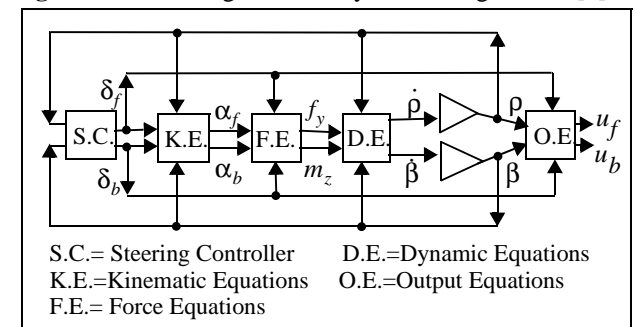 δf
αf
fy
ρ̇
ρ
uf
S.C.
K.E.
F.E.
D.E.
O.E.
ub
δb
αb
mz
β̇
β
S.C.= Steering Controller D.E.=Dynamic Equations
K.E.=Kinematic Equations O.E.=Output Equations
F.E.= Force Equations